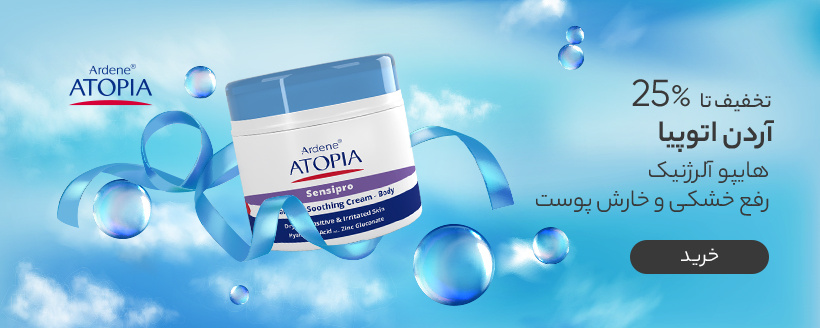 Ardene®
ATOPIA
Ardene®
ATOPIA
Sensipro
Soothing Cream - Body
Sensitive & Irritated Skin
Acid Zinc Gluconate
تخفیف تا 25%
آردن اتوپیا
هایپو آلرژنیک
رفع خشکی و خارش پوست
خرید